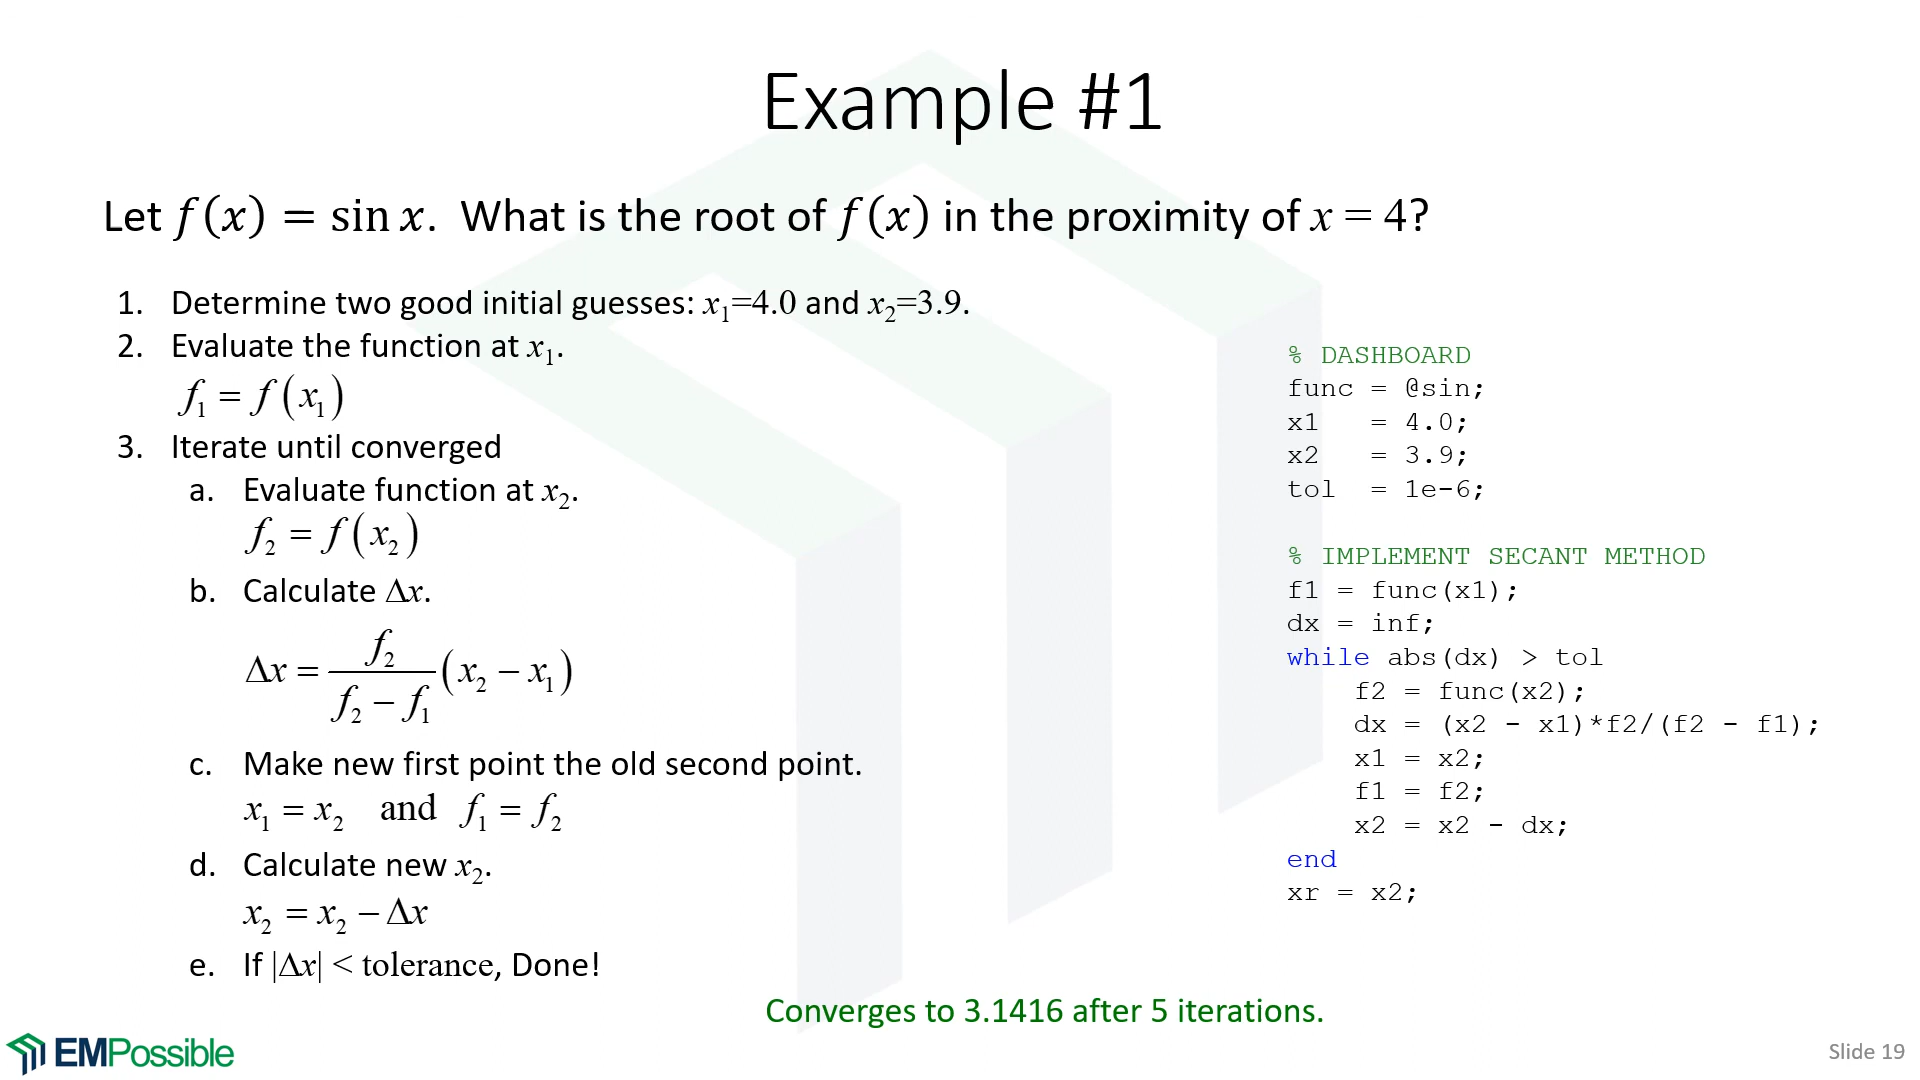 Example #1
Let f(x) = sin x. What is the root of f(x) in the proximity of x = 4?
1. Determine two good initial guesses: x₁=4.0 and x₂=3.9.
2. Evaluate the function at x₁.
f₁ = f(x₁)
3. Iterate until converged
a. Evaluate function at x₂.
f₂ = f(x₂)
b. Calculate Δx.
Δx = f₂/(f₂ − f₁) (x₂ − x₁)
c. Make new first point the old second point.
x₁ = x₂ and f₁ = f₂
d. Calculate new x₂.
x₂ = x₂ − Δx
e. If |Δx| < tolerance, Done!
% DASHBOARD
func = @sin;
x1   = 4.0;
x2   = 3.9;
tol  = 1e-6;
% IMPLEMENT SECANT METHOD
f1 = func(x1);
dx = inf;
while abs(dx) > tol
    f2 = func(x2);
    dx = (x2 - x1)*f2/(f2 - f1);
    x1 = x2;
    f1 = f2;
    x2 = x2 - dx;
end
xr = x2;
Converges to 3.1416 after 5 iterations.
EMPossible
Slide 19